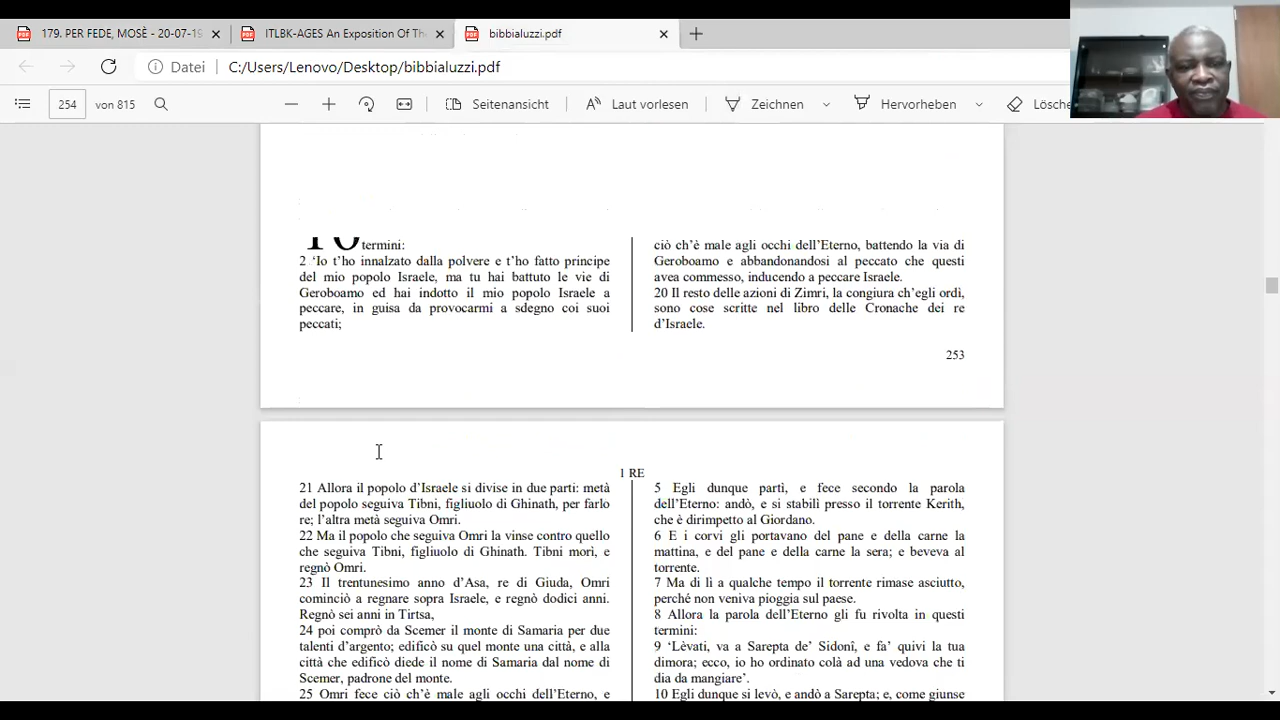 179. PER FEDE, MOSÈ - 20-07-19
ITLBK-AGES An Exposition Of The
bibbialuzzi.pdf
Datei
C:/Users/Lenovo/Desktop/bibbialuzzi.pdf
254
von 815
Seitenansicht
Laut vorlesen
Zeichnen
Hervorheben
termini:
2 ‘Io t’ho innalzato dalla polvere e t’ho fatto principe
del mio popolo Israele, ma tu hai battuto le vie di
Geroboamo ed hai indotto il mio popolo Israele a
peccare, in guisa da provocarmi a sdegno coi suoi
peccati;
ciò ch’è male agli occhi dell’Eterno, battendo la via di
Geroboamo e abbandonandosi al peccato che questi
avea commesso, inducendo a peccare Israele.
20 Il resto delle azioni di Zimri, la congiura ch’egli ordì,
sono cose scritte nel libro delle Cronache dei re
d’Israele.
253
1 RE
21 Allora il popolo d’Israele si divise in due parti: metà
del popolo seguiva Tibni, figliuolo di Ghinath, per farlo
re; l’altra metà seguiva Omri.
22 Ma il popolo che seguiva Omri la vinse contro quello
che seguiva Tibni, figliuolo di Ghinath. Tibni morì, e
regnò Omri.
23 Il trentunesimo anno d’Asa, re di Giuda, Omri
cominciò a regnare sopra Israele, e regnò dodici anni.
Regnò sei anni in Tirtsa,
24 poi comprò da Scemer il monte di Samaria per due
talenti d’argento; edificò su quel monte una città, e alla
città che edificò diede il nome di Samaria dal nome di
Scemer, padrone del monte.
25 Omri fece ciò ch’è male agli occhi dell’Eterno, e
5 Egli dunque partì, e fece secondo la parola
dell’Eterno: andò, e si stabilì presso il torrente Kerith,
che è dirimpetto al Giordano.
6 E i corvi gli portavano del pane e della carne la
mattina, e del pane e della carne la sera; e beveva al
torrente.
7 Ma di lì a qualche tempo il torrente rimase asciutto,
perché non veniva pioggia sul paese.
8 Allora la parola dell’Eterno gli fu rivolta in questi
termini:
9 ‘Lèvati, va a Sarepta de’ Sidonî, e fa’ quivi la tua
dimora; ecco, io ho ordinato colà ad una vedova che ti
dia da mangiare’.
10 Egli dunque si levò, e andò a Sarepta; e, come giunse